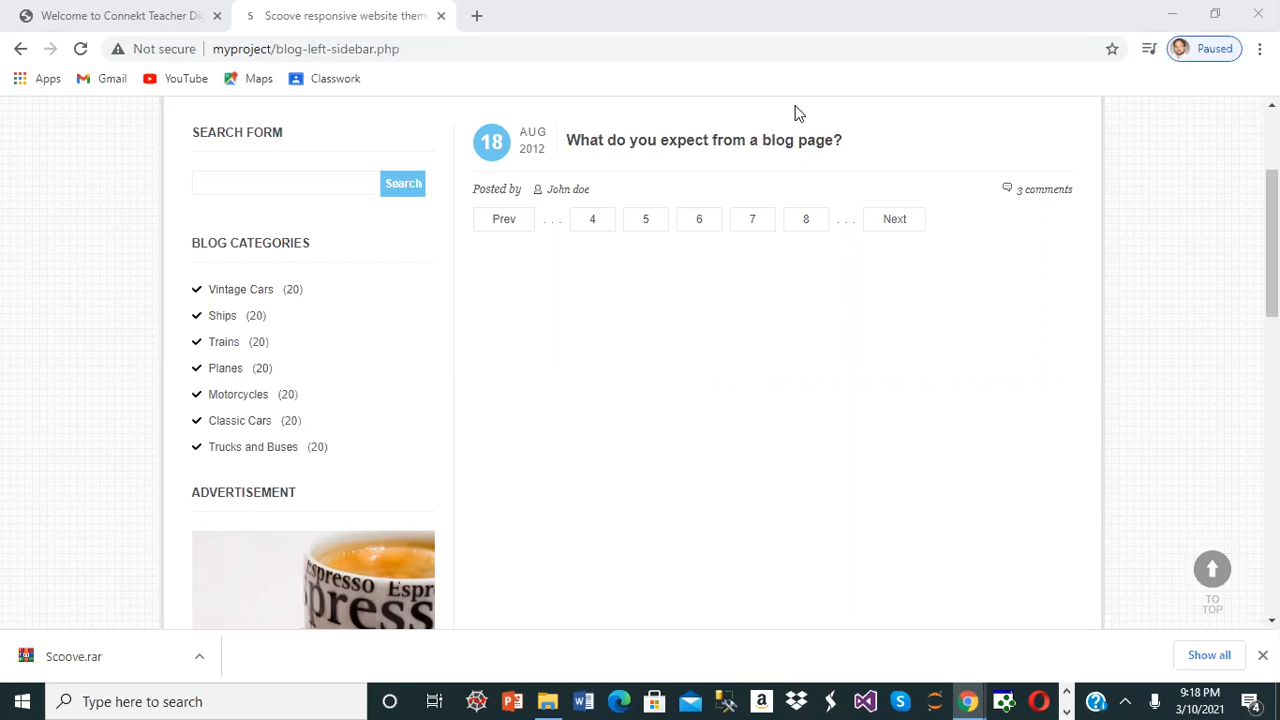 Welcome to Connekt Teacher Di
Scoove responsive website them
Not secure
myproject/blog-left-sidebar.php
Paused
Apps
Gmail
YouTube
Maps
Classwork
SEARCH FORM
Search
BLOG CATEGORIES
Vintage Cars (20)
Ships (20)
Trains (20)
Planes (20)
Motorcycles (20)
Classic Cars (20)
Trucks and Buses (20)
ADVERTISEMENT
espresso Espr
press
18
AUG
2012
What do you expect from a blog page?
Posted by John doe
3 comments
Prev . . . 4 5 6 7 8 . . . Next
TO
TOP
Scoove.rar
Show all
Type here to search
9:18 PM
3/10/2021
4